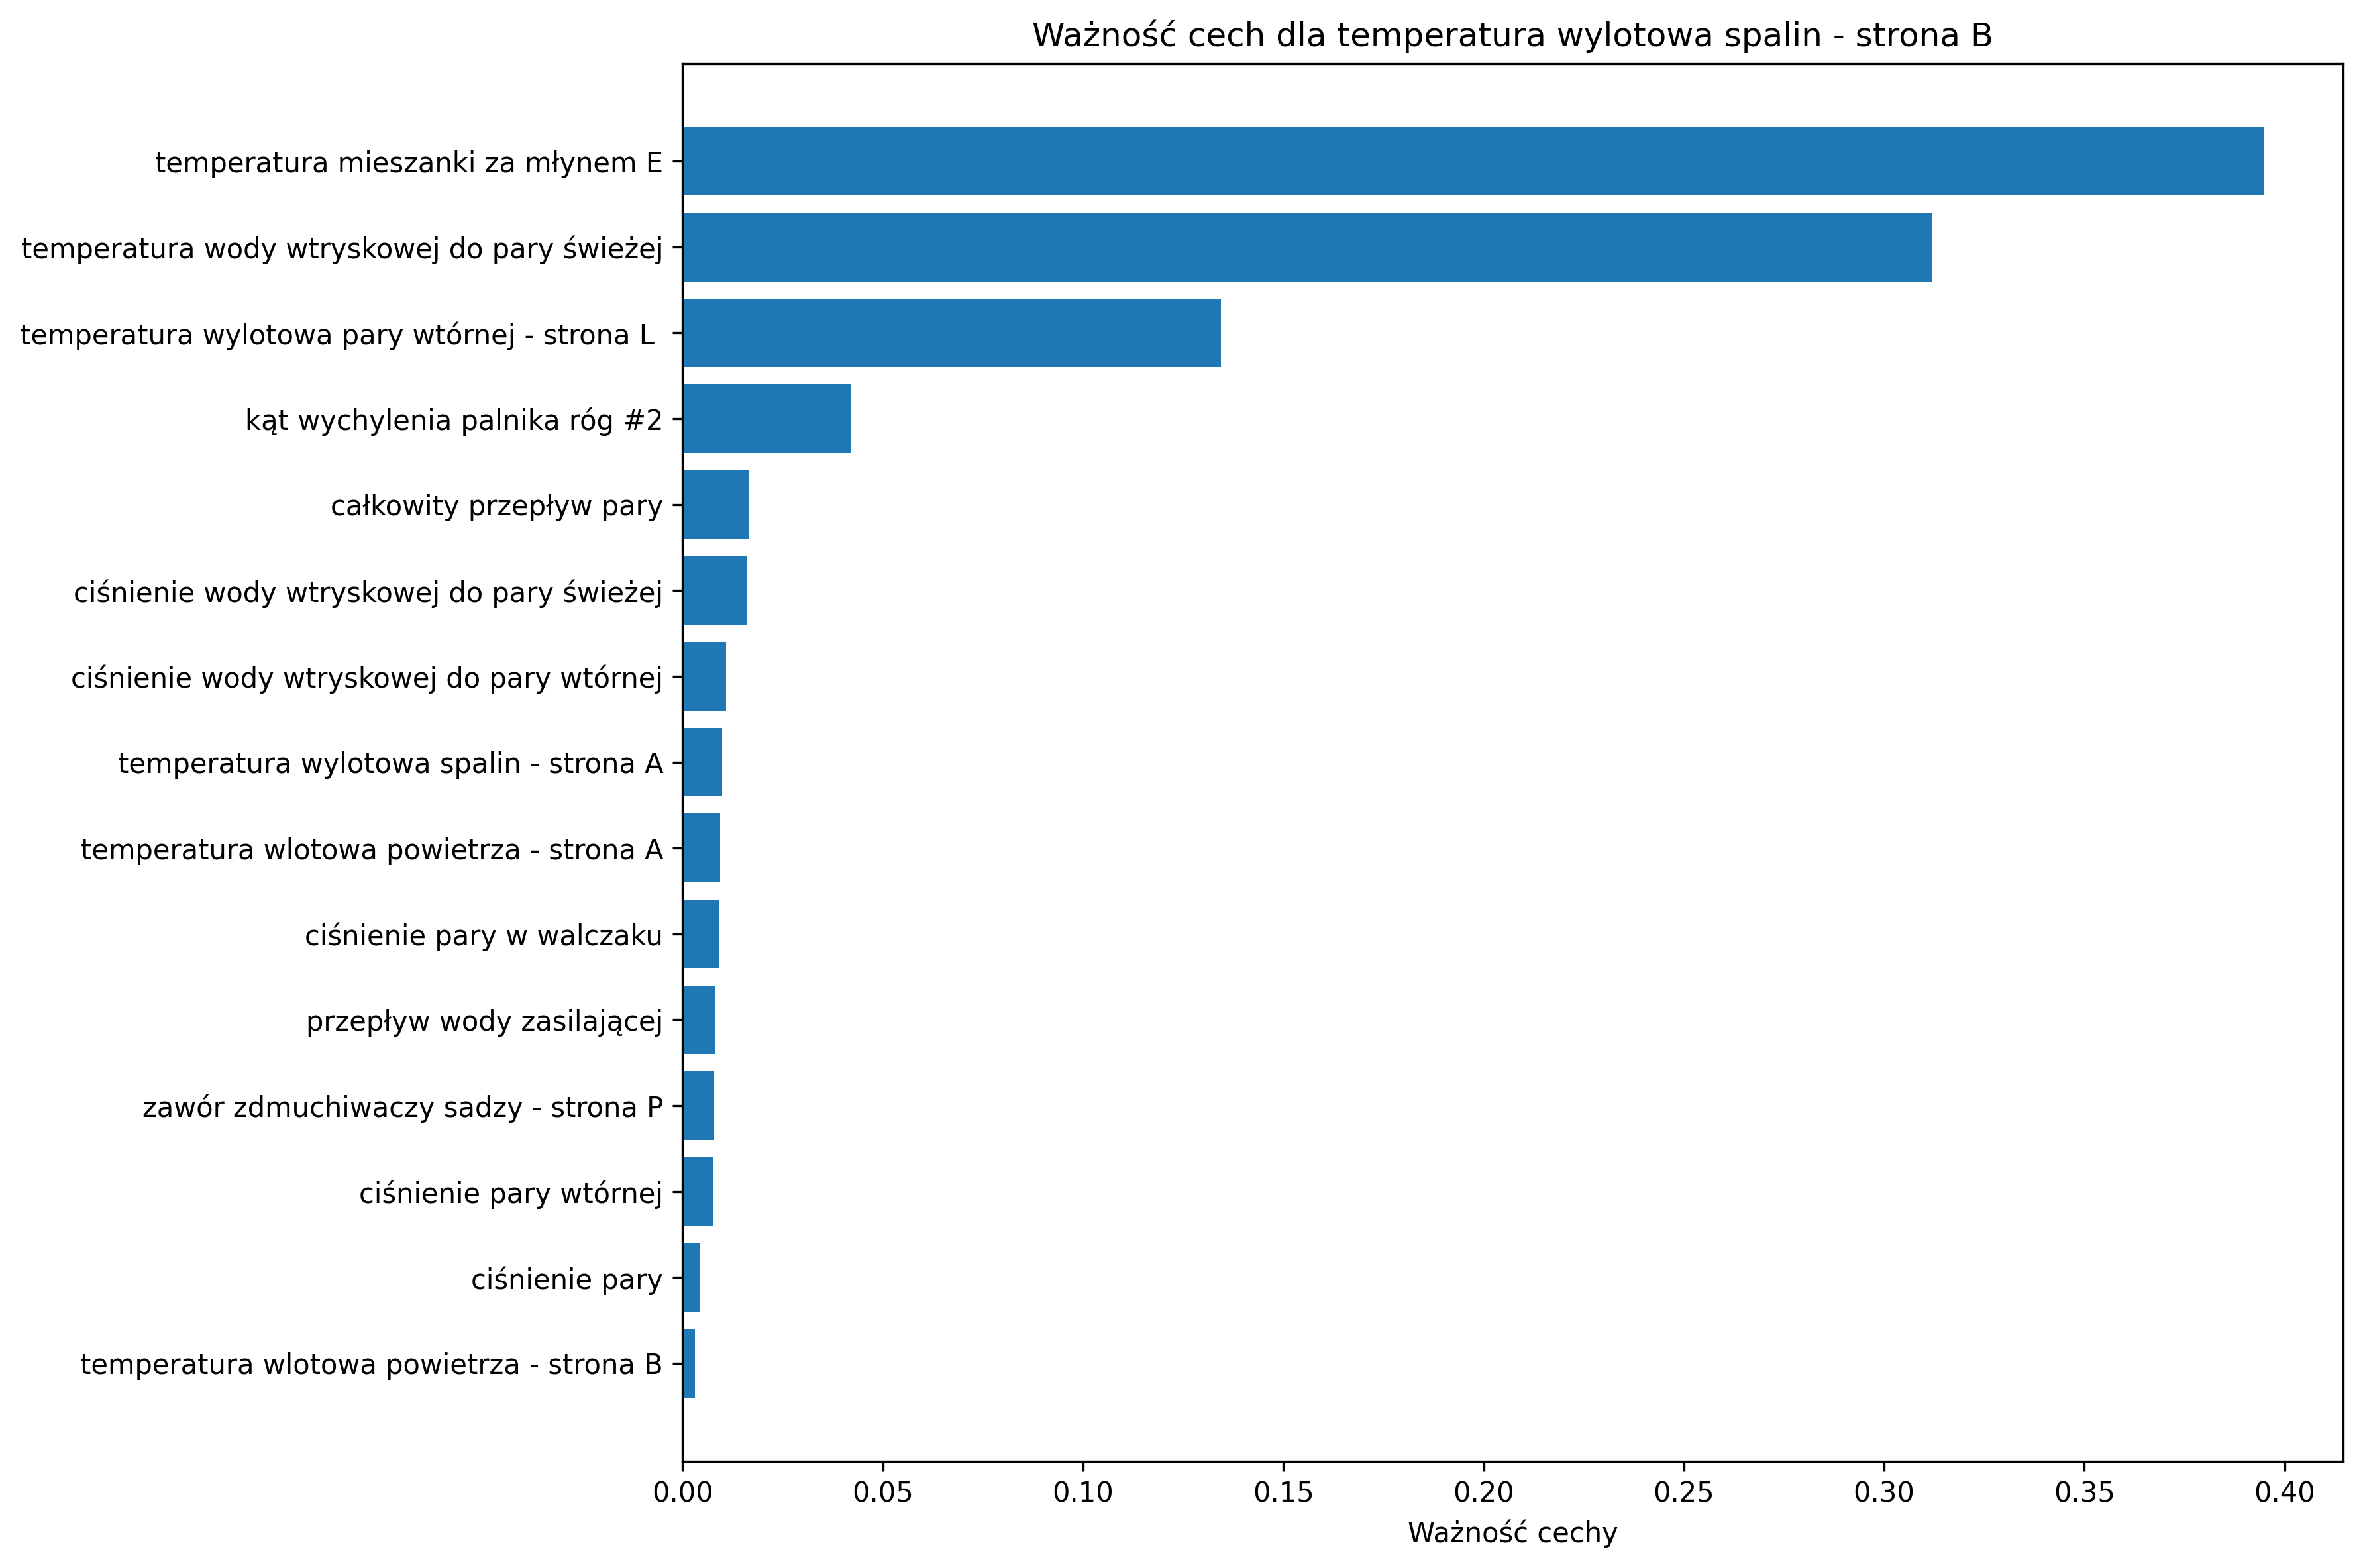 Ważność cech dla temperatura wylotowa spalin - strona B
temperatura mieszanki za młynem E
temperatura wody wtryskowej do pary świeżej
temperatura wylotowa pary wtórnej - strona L
kąt wychylenia palnika róg #2
całkowity przepływ pary
ciśnienie wody wtryskowej do pary świeżej
ciśnienie wody wtryskowej do pary wtórnej
temperatura wylotowa spalin - strona A
temperatura wlotowa powietrza - strona A
ciśnienie pary w walczaku
przepływ wody zasilającej
zawór zdmuchiwaczy sadzy - strona P
ciśnienie pary wtórnej
ciśnienie pary
temperatura wlotowa powietrza - strona B
0.00 0.05 0.10 0.15 0.20 0.25 0.30 0.35 0.40
Ważność cechy